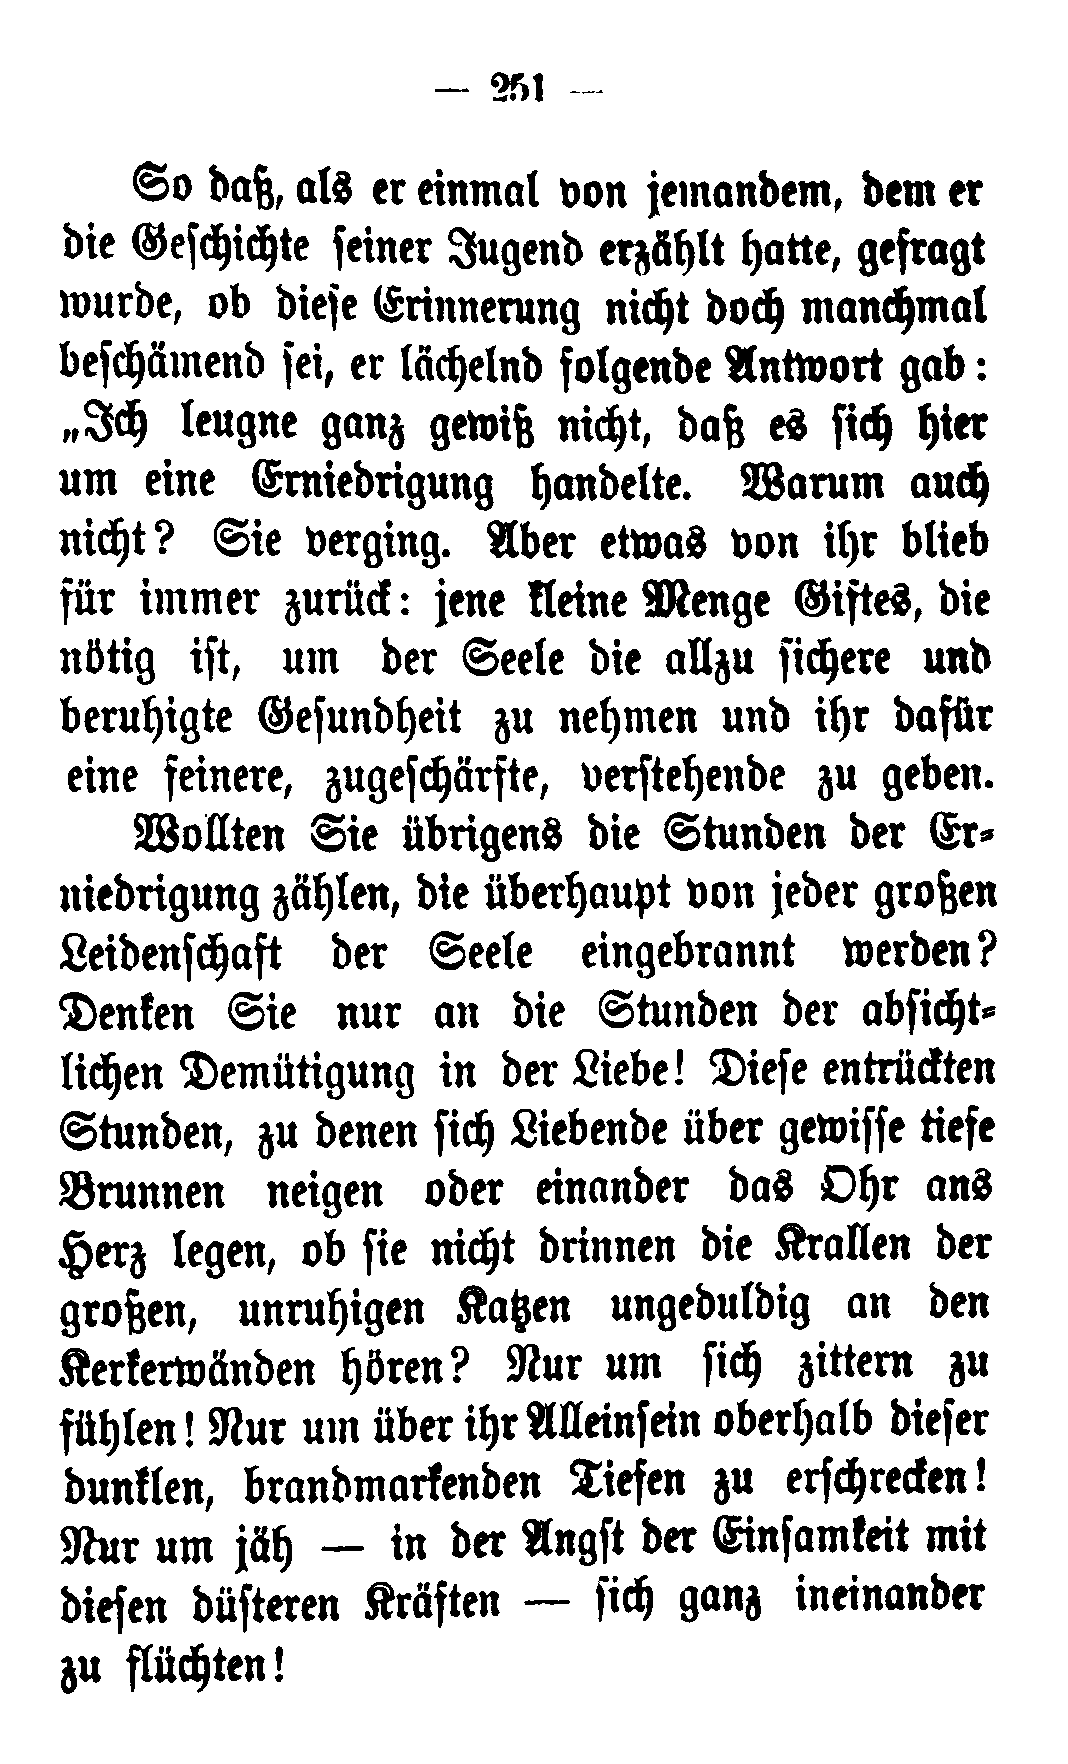 — 251 —
So daß, als er einmal von jemandem, dem er
die Geschichte seiner Jugend erzählt hatte, gefragt
wurde, ob diese Erinnerung nicht doch manchmal
beschämend sei, er lächelnd folgende Antwort gab:
„Ich leugne ganz gewiß nicht, daß es sich hier
um eine Erniedrigung handelte. Warum auch
nicht? Sie verging. Aber etwas von ihr blieb
für immer zurück: jene kleine Menge Giftes, die
nötig ist, um der Seele die allzu sichere und
beruhigte Gesundheit zu nehmen und ihr dafür
eine feinere, zugeschärfte, verstehende zu geben.
Wollten Sie übrigens die Stunden der Er-
niedrigung zählen, die überhaupt von jeder großen
Leidenschaft der Seele eingebrannt werden?
Denken Sie nur an die Stunden der absicht-
lichen Demütigung in der Liebe! Diese entrückten
Stunden, zu denen sich Liebende über gewisse tiefe
Brunnen neigen oder einander das Ohr ans
Herz legen, ob sie nicht drinnen die Krallen der
großen, unruhigen Katzen ungeduldig an den
Kerkerwänden hören? Nur um sich zittern zu
fühlen! Nur um über ihr Alleinsein oberhalb dieser
dunklen, brandmarkenden Tiefen zu erschrecken!
Nur um jäh — in der Angst der Einsamkeit mit
diesen düsteren Kräften — sich ganz ineinander
zu flüchten!